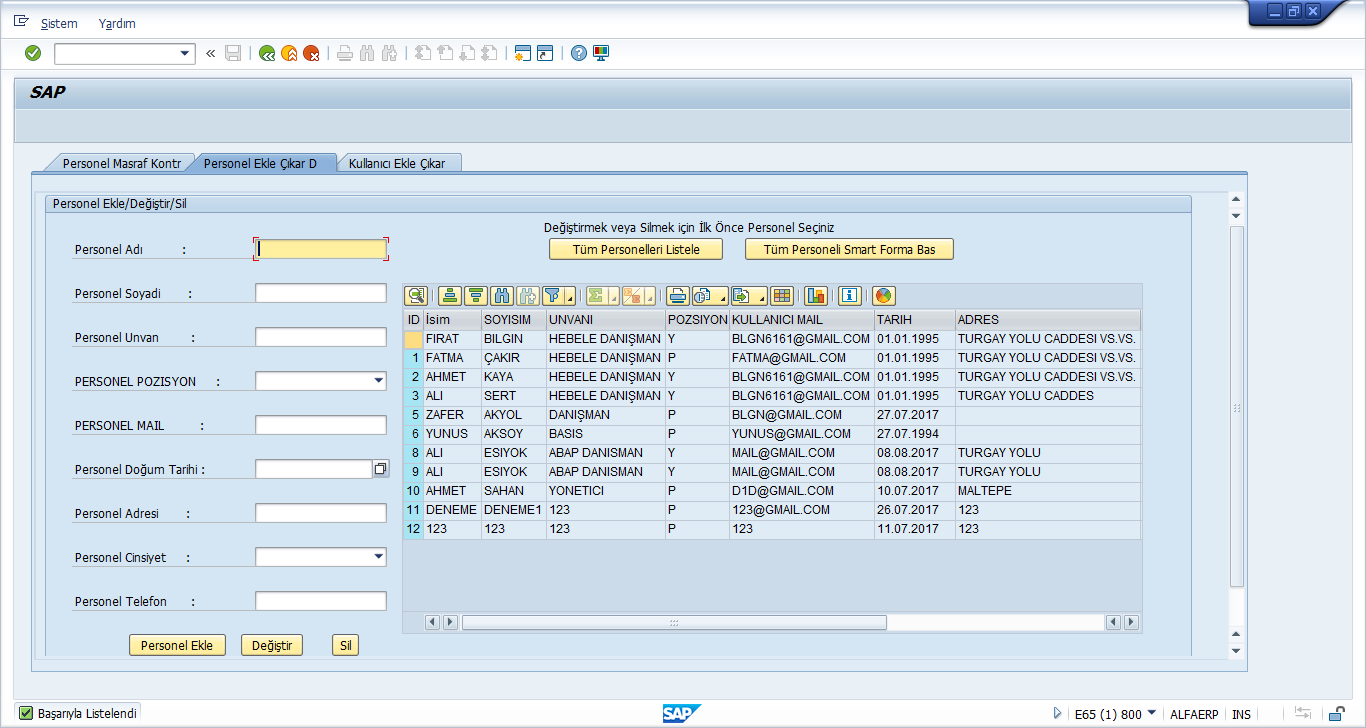 Sistem Yardım
SAP
Personel Masraf Kontr Personel Ekle Çıkar D Kullanıcı Ekle Çıkar
Personel Ekle/Değiştir/Sil
Değiştirmek veya Silmek için İlk Önce Personel Seçiniz
Tüm Personelleri Listele Tüm Personeli Smart Forma Bas
Personel Adı :
Personel Soyadi :
Personel Unvan :
PERSONEL POZISYON :
PERSONEL MAIL :
Personel Doğum Tarihi :
Personel Adresi :
Personel Cinsiyet :
Personel Telefon :
Personel Ekle Değiştir Sil
ID İsim SOYISIM UNVANI POZSIYON KULLANICI MAIL TARIH ADRES
FIRAT BILGIN HEBELE DANIŞMAN Y BLGN6161@GMAIL.COM 01.01.1995 TURGAY YOLU CADDESI VS.VS.
1 FATMA ÇAKIR HEBELE DANIŞMAN P FATMA@GMAIL.COM 01.01.1995 TURGAY YOLU CADDESI VS.VS.
2 AHMET KAYA HEBELE DANIŞMAN Y BLGN6161@GMAIL.COM 01.01.1995 TURGAY YOLU CADDESI VS.VS.
3 ALI SERT HEBELE DANIŞMAN Y BLGN6161@GMAIL.COM 01.01.1995 TURGAY YOLU CADDES
5 ZAFER AKYOL DANIŞMAN P BLGN@GMAIL.COM 27.07.2017
6 YUNUS AKSOY BASIS P YUNUS@GMAIL.COM 27.07.1994
8 ALI ESIYOK ABAP DANISMAN Y MAIL@GMAIL.COM 08.08.2017 TURGAY YOLU
9 ALI ESIYOK ABAP DANISMAN Y MAIL@GMAIL.COM 08.08.2017 TURGAY YOLU
10 AHMET SAHAN YONETICI P D1D@GMAIL.COM 10.07.2017 MALTEPE
11 DENEME DENEME1 123 P 123@GMAIL.COM 26.07.2017 123
12 123 123 123 P 123 11.07.2017 123
Başarıyla Listelendi SAP E65 (1) 800 ALFAERP INS